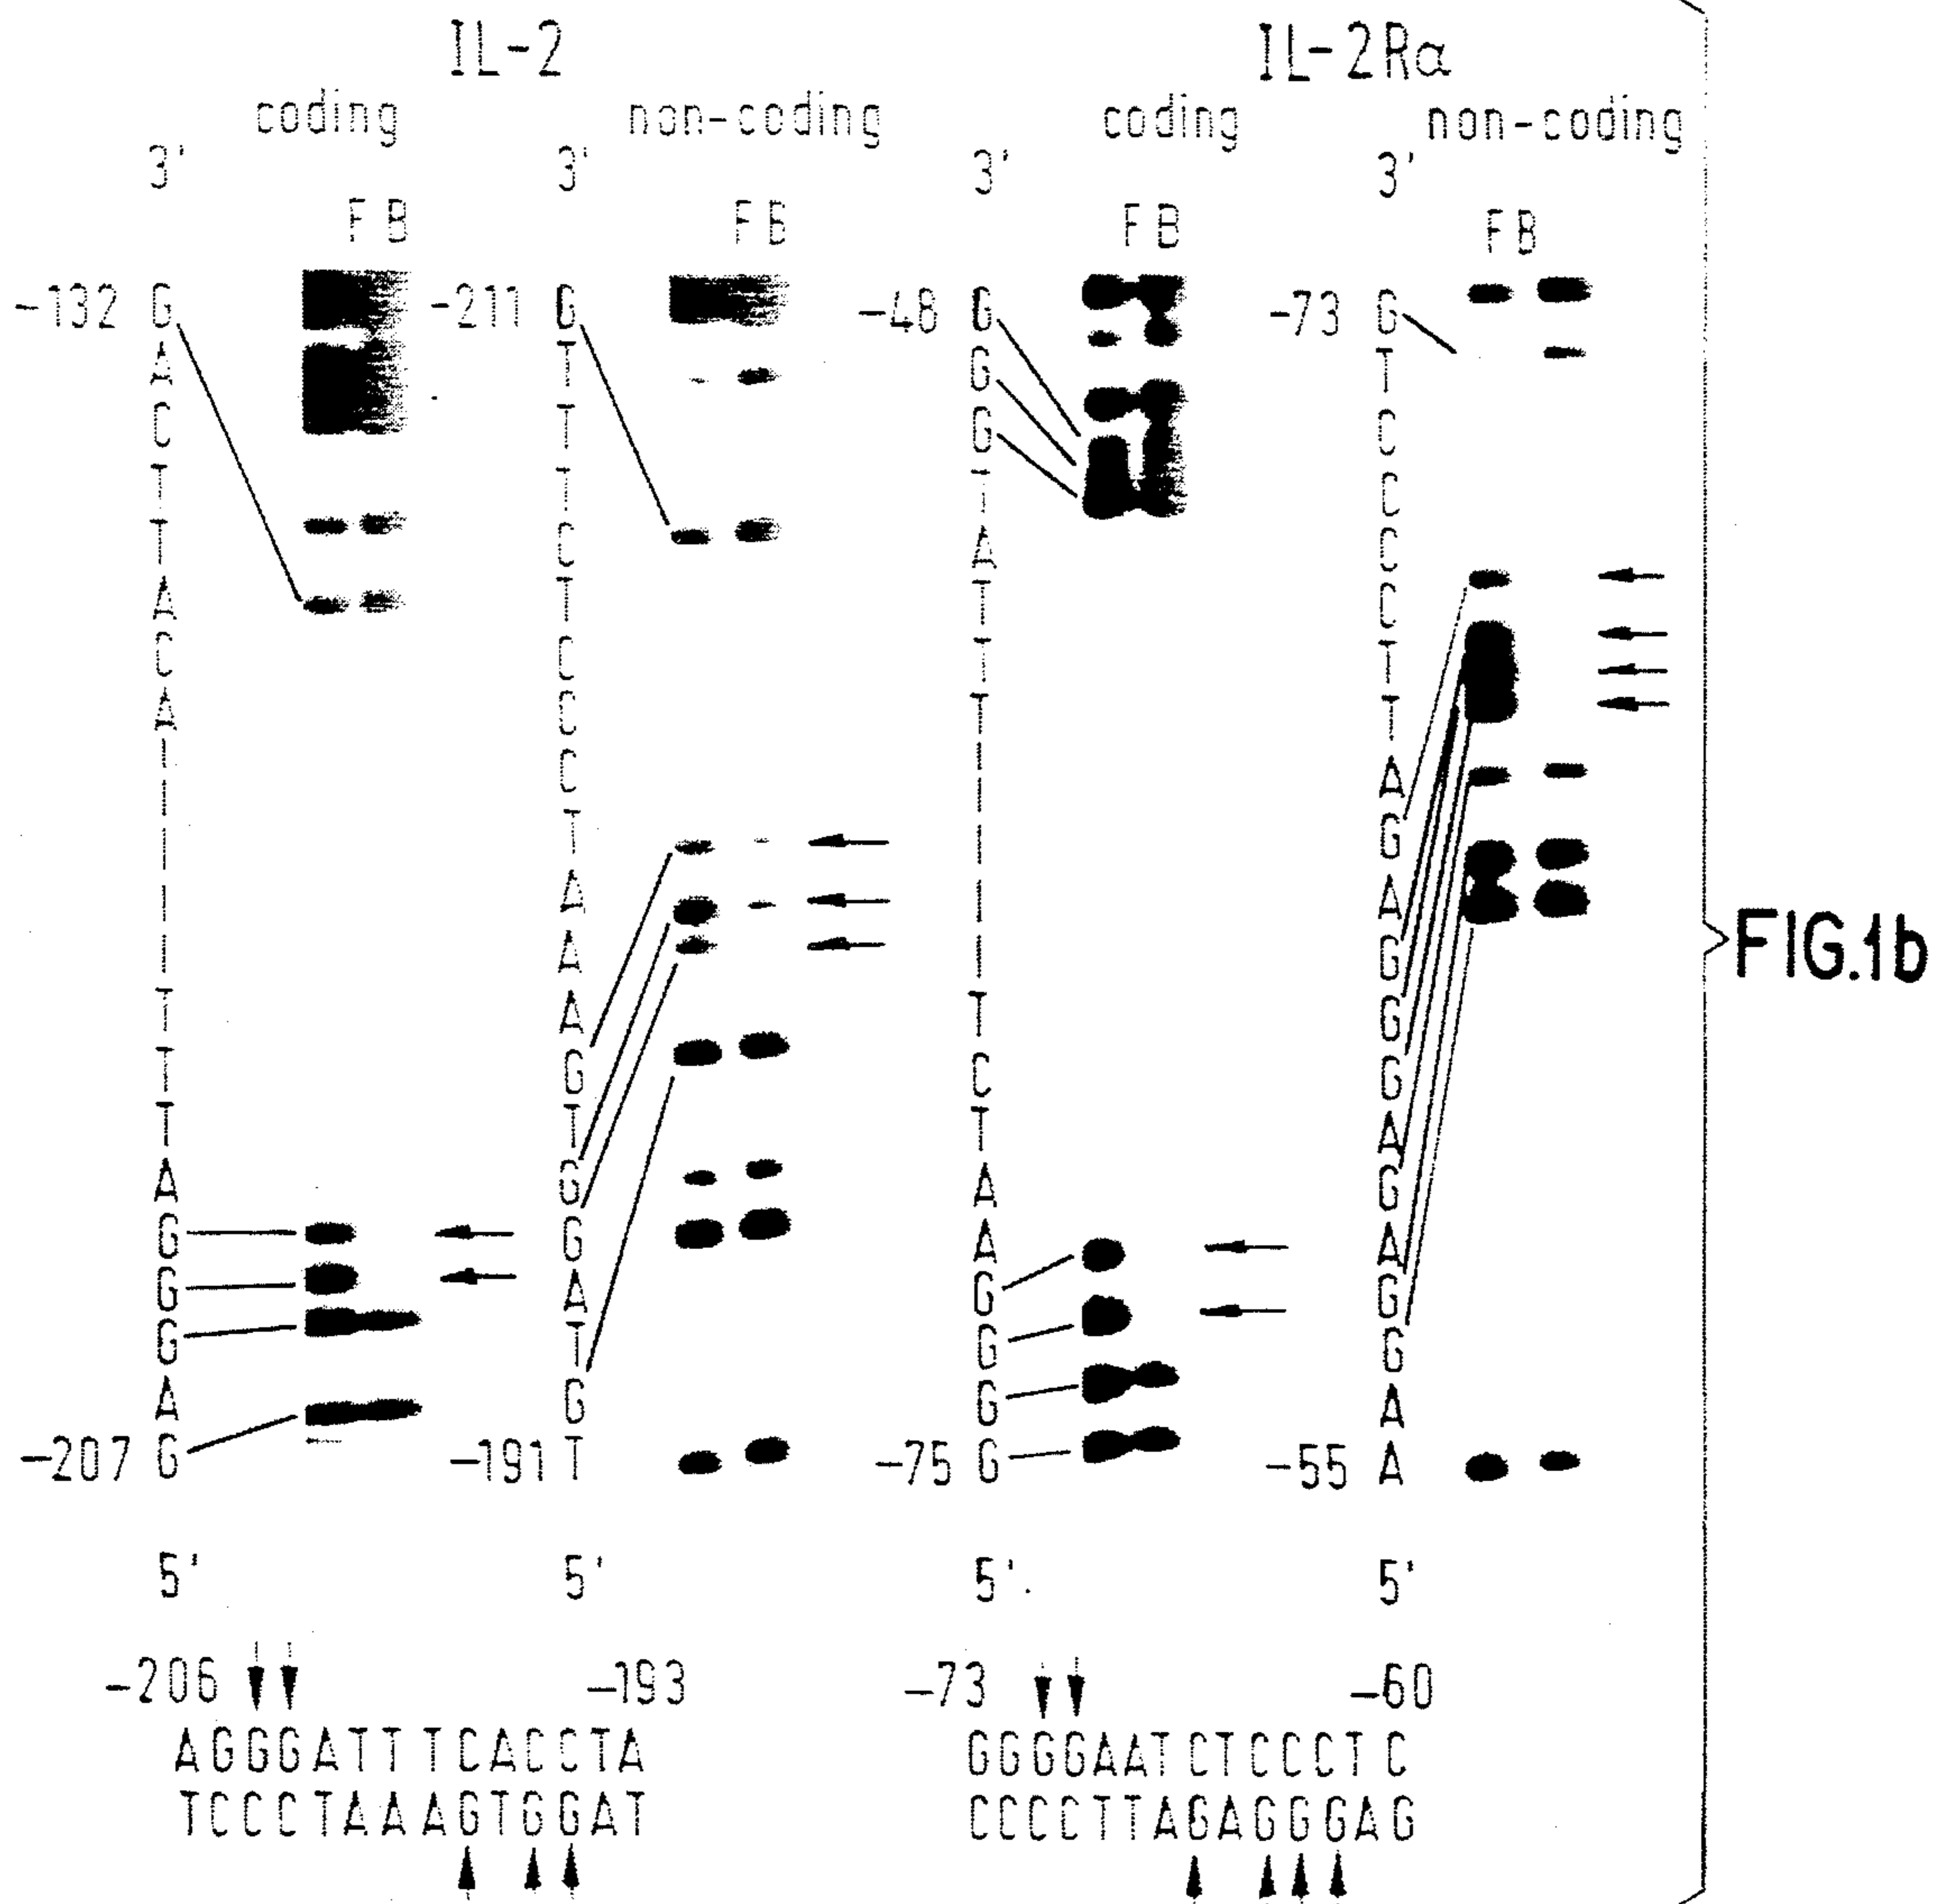 IL-2
IL-2Rα
coding
non-coding
coding
non-coding
3'
3'
3'
3'
F B
F B
F B
F B
-132 G A C T T A C A T T T A G G G A G -207
-211 G T T T C T C C C T A A A G T G G A T G T -191
-48 G G G T A T T T T C T A A G G G G -75
-73 G T C C C C T T A G A G G G A G A G G A A -55
5'
5'
5'
5'
FIG.1b
-206 -193
AGGGATTTCACCTA
TCCCTAAAGTGGAT
-73 -60
GGGGAATCTCCCTC
CCCCTTAGAGGGAG